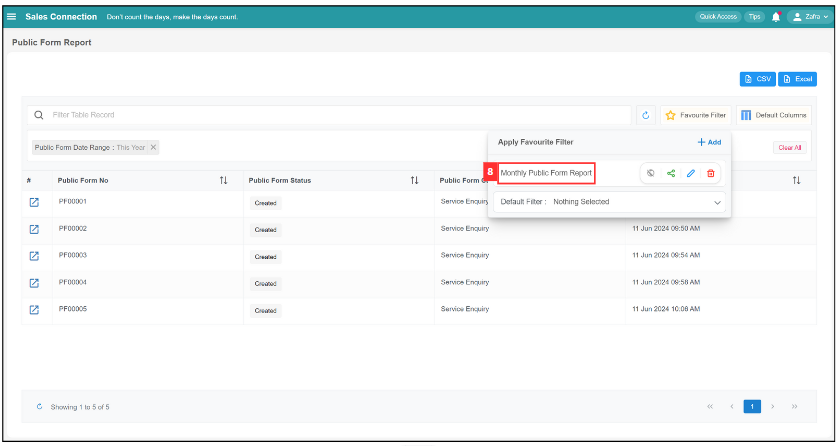 Sales Connection Don't count the days, make the days count. Quick Access Tips Zafra
Public Form Report
CSV Excel
Filter Table Record Favourite Filter Default Columns
Apply Favourite Filter + Add
Public Form Date Range : This Year × Clear All
8 Monthly Public Form Report
# Public Form No Public Form Status Public Form
Default Filter : Nothing Selected
PF00001 Created Service Enquiry
PF00002 Created Service Enquiry 11 Jun 2024 09:50 AM
PF00003 Created Service Enquiry 11 Jun 2024 09:54 AM
PF00004 Created Service Enquiry 11 Jun 2024 09:58 AM
PF00005 Created Service Enquiry 11 Jun 2024 10:06 AM
Showing 1 to 5 of 5 « ‹ 1 › »